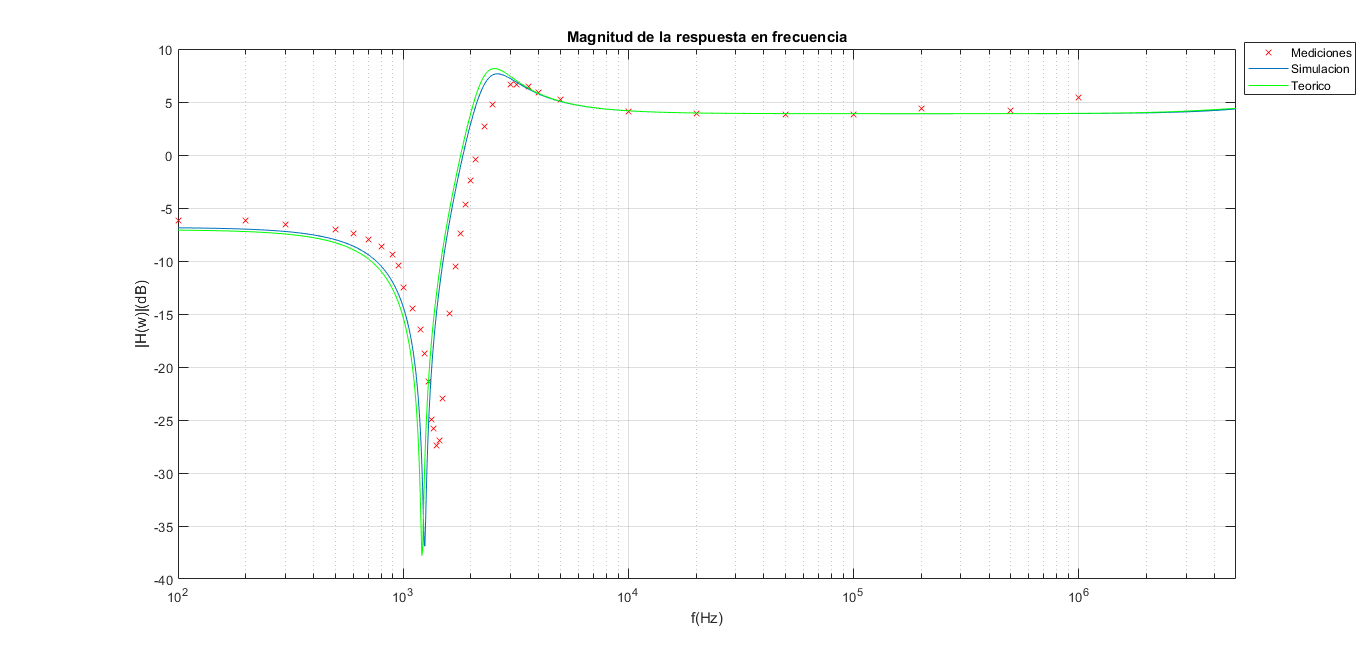 Magnitud de la respuesta en frecuencia
Mediciones
Simulacion
Teorico
|H(w)|(dB)
10
5
0
-5
-10
-15
-20
-25
-30
-35
-40
10^2 10^3 10^4 10^5 10^6
f(Hz)